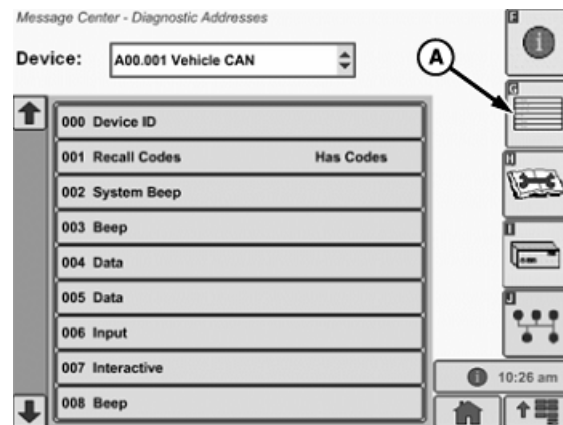 Message Center - Diagnostic Addresses
Device:
A00.001 Vehicle CAN
A
F
G
000 Device ID
001 Recall Codes Has Codes
H
002 System Beep
003 Beep
I
004 Data
005 Data
J
006 Input
007 Interactive
10:26 am
008 Beep